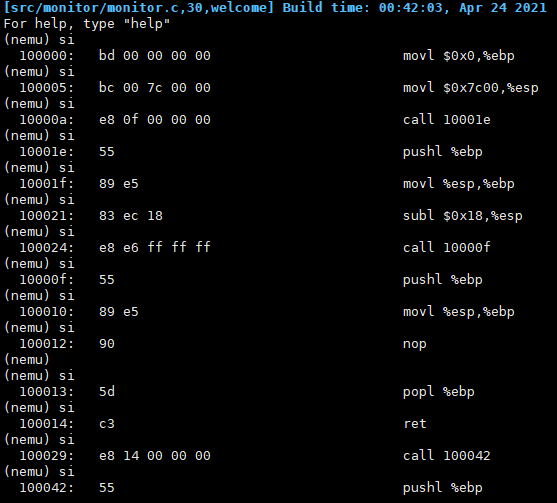 [src/monitor/monitor.c,30,welcome] Build time: 00:42:03, Apr 24 2021
For help, type "help"
(nemu) si
  100000:   bd 00 00 00 00                        movl $0x0,%ebp
(nemu) si
  100005:   bc 00 7c 00 00                        movl $0x7c00,%esp
(nemu) si
  10000a:   e8 0f 00 00 00                        call 10001e
(nemu) si
  10001e:   55                                    pushl %ebp
(nemu) si
  10001f:   89 e5                                 movl %esp,%ebp
(nemu) si
  100021:   83 ec 18                              subl $0x18,%esp
(nemu) si
  100024:   e8 e6 ff ff ff                        call 10000f
(nemu) si
  10000f:   55                                    pushl %ebp
(nemu) si
  100010:   89 e5                                 movl %esp,%ebp
(nemu) si
  100012:   90                                    nop
(nemu)
(nemu) si
  100013:   5d                                    popl %ebp
(nemu) si
  100014:   c3                                    ret
(nemu) si
  100029:   e8 14 00 00 00                        call 100042
(nemu) si
  100042:   55                                    pushl %ebp